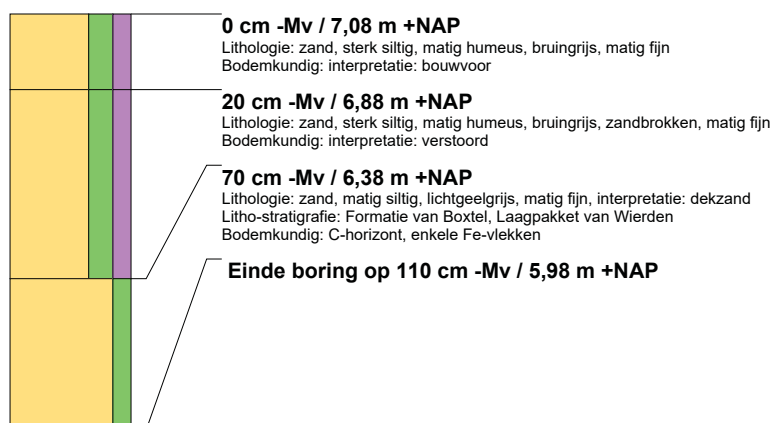 0 cm -Mv / 7,08 m +NAP
Lithologie: zand, sterk siltig, matig humeus, bruingrijs, matig fijn
Bodemkundig: interpretatie: bouwvoor
20 cm -Mv / 6,88 m +NAP
Lithologie: zand, sterk siltig, matig humeus, bruingrijs, zandbrokken, matig fijn
Bodemkundig: interpretatie: verstoord
70 cm -Mv / 6,38 m +NAP
Lithologie: zand, matig siltig, lichtgeelgrijs, matig fijn, interpretatie: dekzand
Litho-stratigrafie: Formatie van Boxtel, Laagpakket van Wierden
Bodemkundig: C-horizont, enkele Fe-vlekken
Einde boring op 110 cm -Mv / 5,98 m +NAP